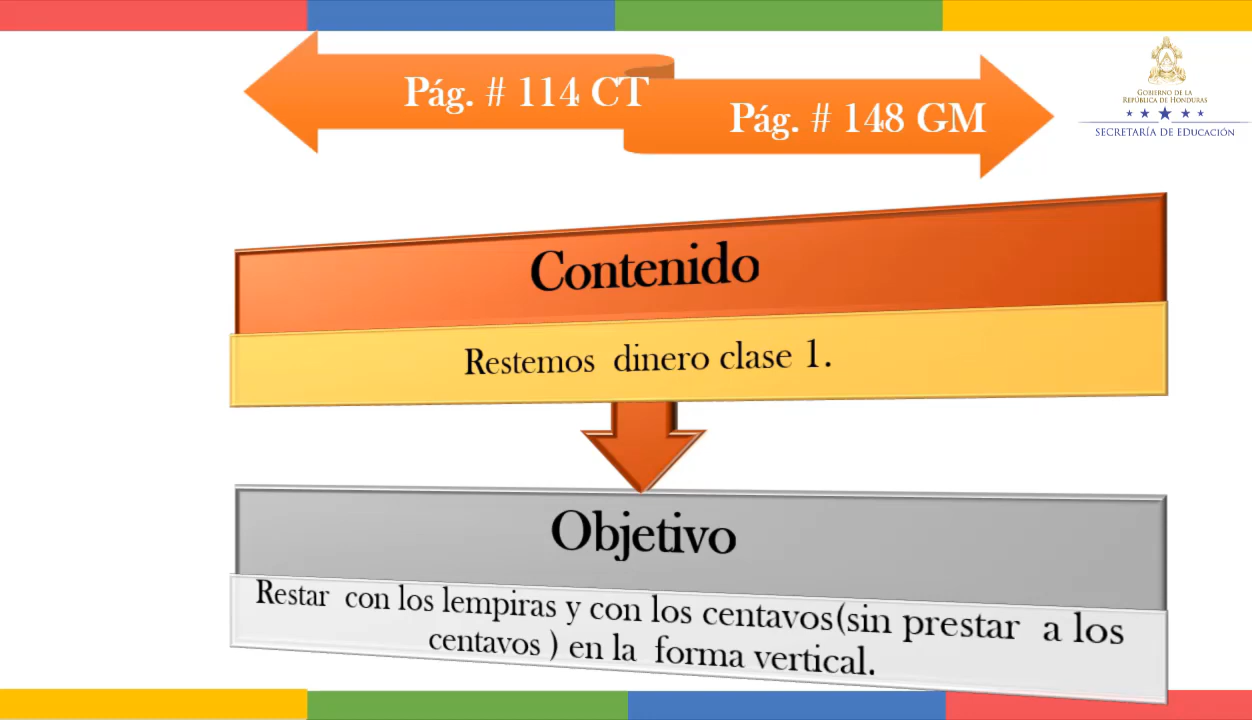 Pág. # 114 CT
Pág. # 148 GM
GOBIERNO DE LA
REPÚBLICA DE HONDURAS
SECRETARÍA DE EDUCACIÓN
Contenido
Restemos dinero clase 1.
Objetivo
Restar con los lempiras y con los centavos(sin prestar a los
centavos ) en la forma vertical.